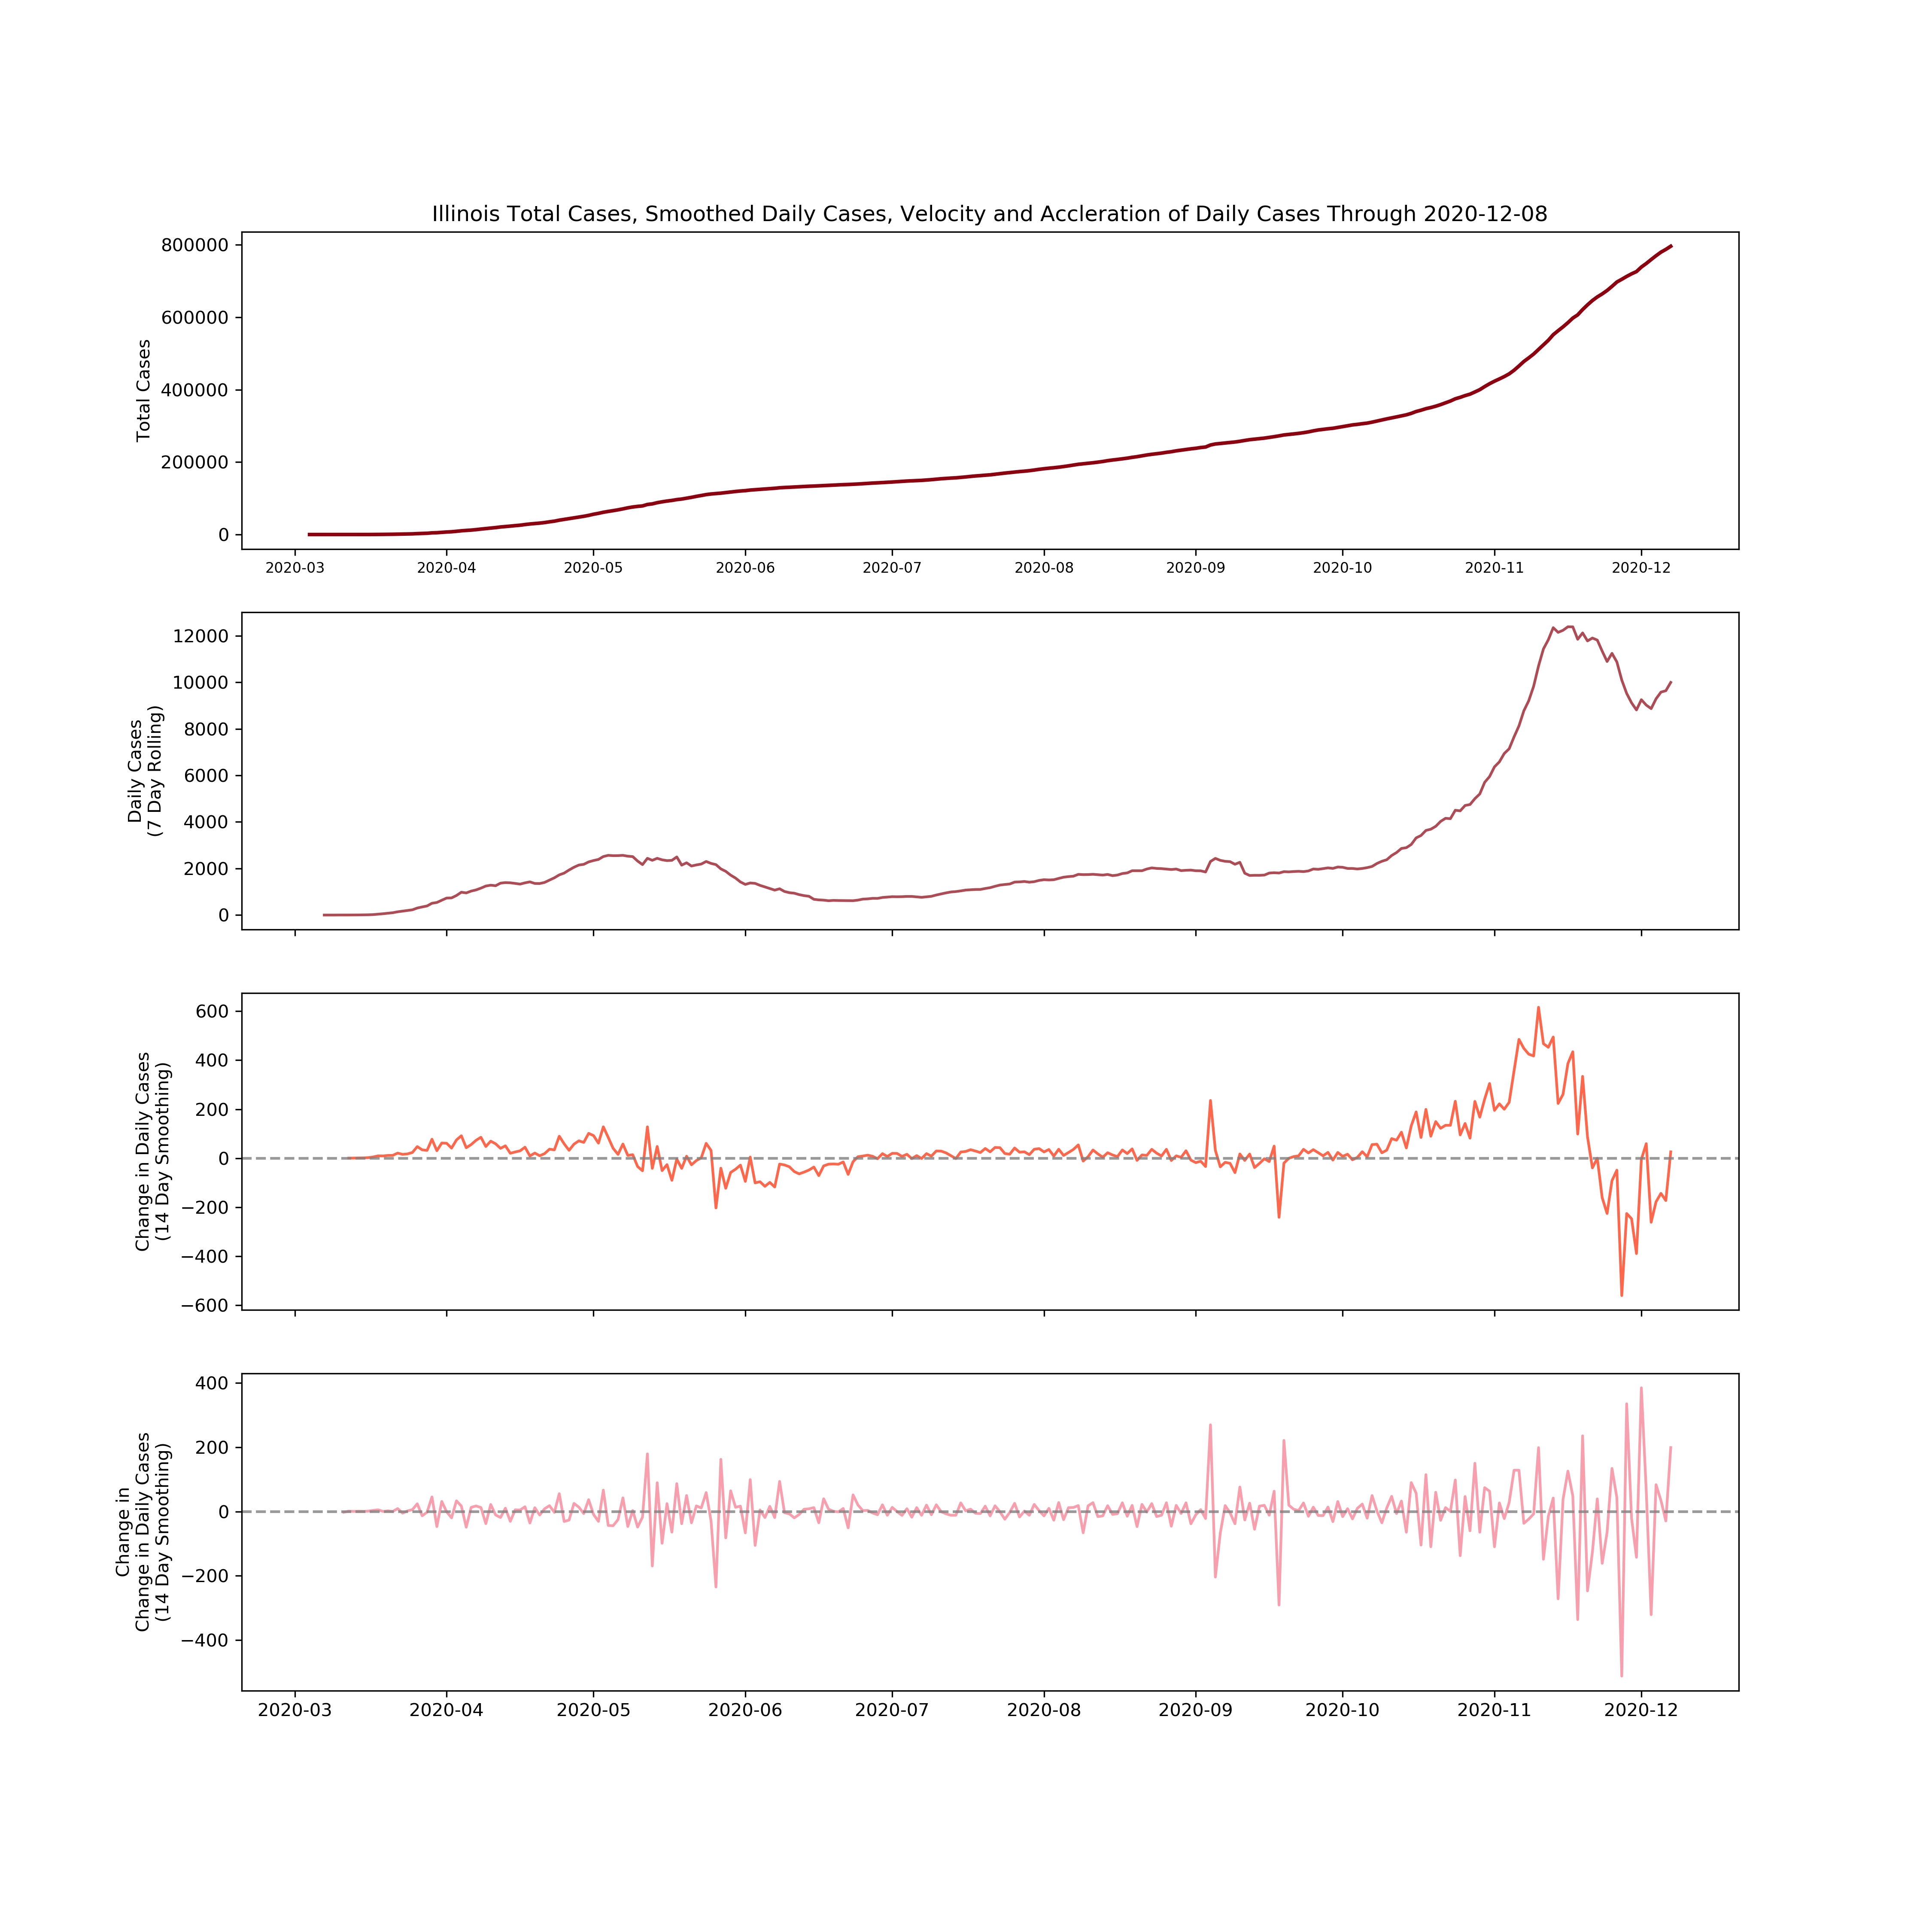 Illinois Total Cases, Smoothed Daily Cases, Velocity and Accleration of Daily Cases Through 2020-12-08
Total Cases
800000
600000
400000
200000
0
2020-03 2020-04 2020-05 2020-06 2020-07 2020-08 2020-09 2020-10 2020-11 2020-12
Daily Cases
(7 Day Rolling)
12000
10000
8000
6000
4000
2000
0
Change in Daily Cases
(14 Day Smoothing)
600
400
200
0
−200
−400
−600
Change in
Change in Daily Cases
(14 Day Smoothing)
400
200
0
−200
−400
2020-03 2020-04 2020-05 2020-06 2020-07 2020-08 2020-09 2020-10 2020-11 2020-12